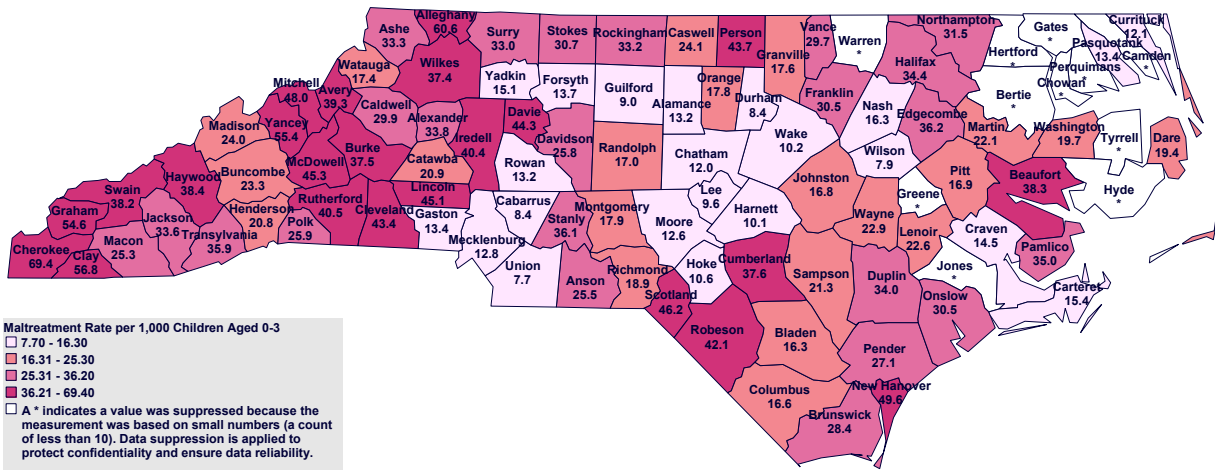 Alleghany
60.6
Ashe
33.3
Surry
33.0
Stokes
30.7
Rockingham
33.2
Caswell
24.1
Person
43.7
Granville
17.6
Vance
29.7
Warren
*
Northampton
31.5
Gates
*
Hertford
*
Currituck
12.1
Pasquotank
13.4
Camden
*
Perquimans
*
Chowan
*
Bertie
*
Halifax
34.4
Watauga
17.4
Wilkes
37.4
Yadkin
15.1
Forsyth
13.7
Guilford
9.0
Alamance
13.2
Orange
17.8
Durham
8.4
Franklin
30.5
Nash
16.3
Edgecombe
36.2
Martin
22.1
Washington
19.7
Tyrrell
*
Dare
19.4
Mitchell
48.0
Avery
39.3
Caldwell
29.9
Alexander
33.8
Iredell
40.4
Davie
44.3
Davidson
25.8
Randolph
17.0
Chatham
12.0
Wake
10.2
Wilson
7.9
Madison
24.0
Yancey
55.4
McDowell
45.3
Burke
37.5
Catawba
20.9
Rowan
13.2
Lee
9.6
Johnston
16.8
Greene
*
Pitt
16.9
Beaufort
38.3
Hyde
*
Swain
38.2
Haywood
38.4
Buncombe
23.3
Rutherford
40.5
Cleveland
43.4
Lincoln
45.1
Gaston
13.4
Cabarrus
8.4
Stanly
36.1
Montgomery
17.9
Moore
12.6
Harnett
10.1
Wayne
22.9
Lenoir
22.6
Craven
14.5
Pamlico
35.0
Graham
54.6
Jackson
33.6
Henderson
20.8
Polk
25.9
Transylvania
35.9
Mecklenburg
12.8
Union
7.7
Anson
25.5
Richmond
18.9
Hoke
10.6
Cumberland
37.6
Sampson
21.3
Duplin
34.0
Jones
*
Carteret
15.4
Cherokee
69.4
Clay
56.8
Macon
25.3
Scotland
46.2
Robeson
42.1
Bladen
16.3
Onslow
30.5
Pender
27.1
Columbus
16.6
New Hanover
49.6
Brunswick
28.4
Maltreatment Rate per 1,000 Children Aged 0-3
7.70 - 16.30
16.31 - 25.30
25.31 - 36.20
36.21 - 69.40
A * indicates a value was suppressed because the
measurement was based on small numbers (a count
of less than 10). Data suppression is applied to
protect confidentiality and ensure data reliability.